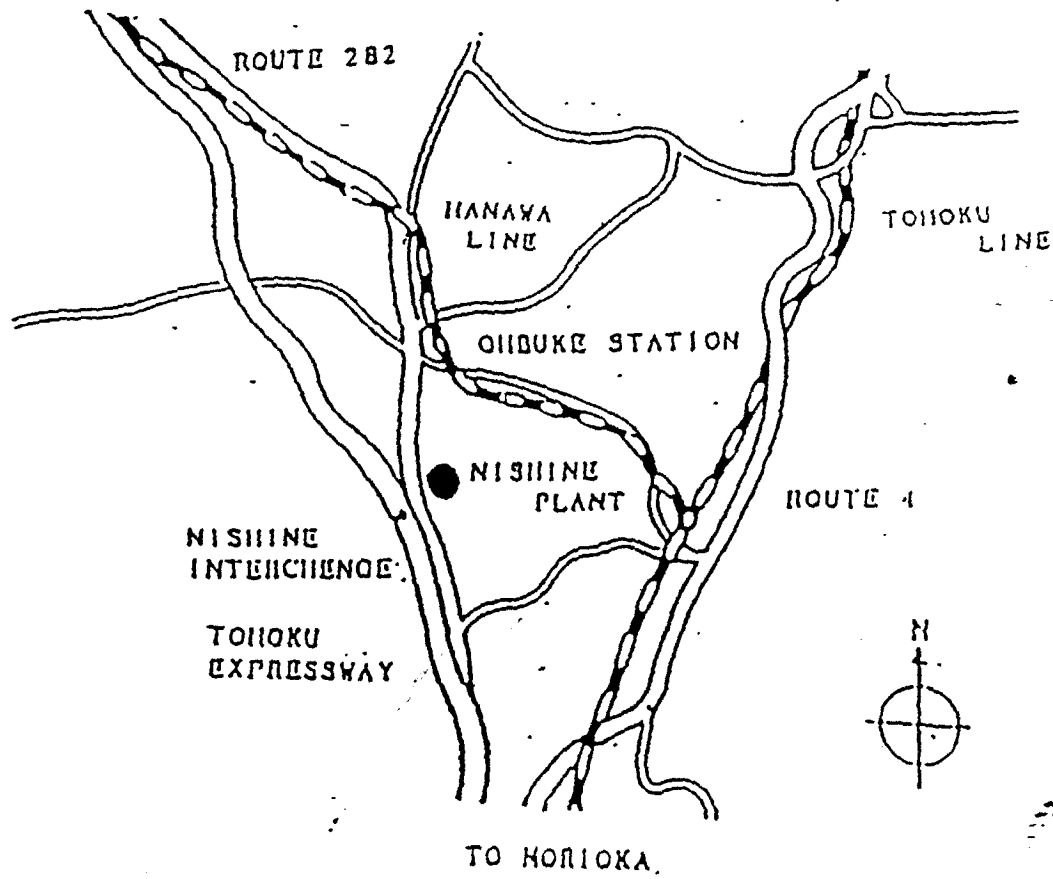 ROUTE 282
HANAWA
LINE
TOHOKU
LINE
OHBUKE STATION
NISHINE
PLANT
ROUTE 4
NISHINE
INTERCHENGE
TOHOKU
EXPRESSWAY
N
TO MORIOKA